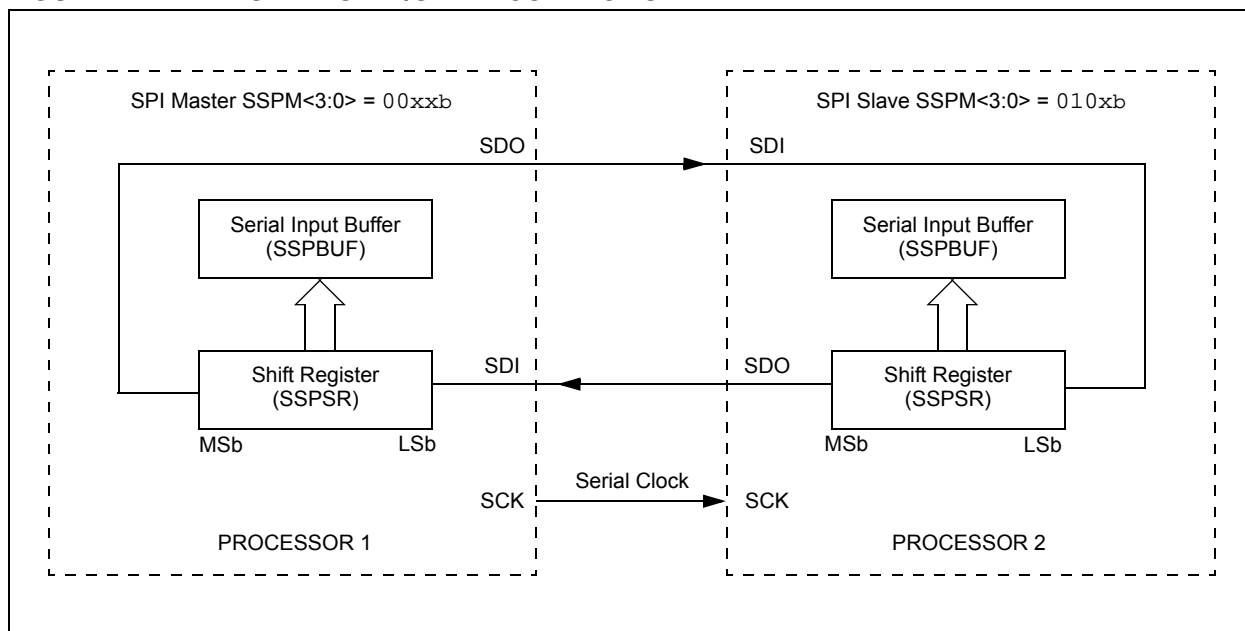 SPI Master SSPM<3:0> = 00xxb
SPI Slave SSPM<3:0> = 010xb
SDO
SDI
Serial Input Buffer
(SSPBUF)
Serial Input Buffer
(SSPBUF)
SDI
SDO
Shift Register
(SSPSR)
Shift Register
(SSPSR)
MSb
LSb
MSb
LSb
Serial Clock
SCK
SCK
PROCESSOR 1
PROCESSOR 2